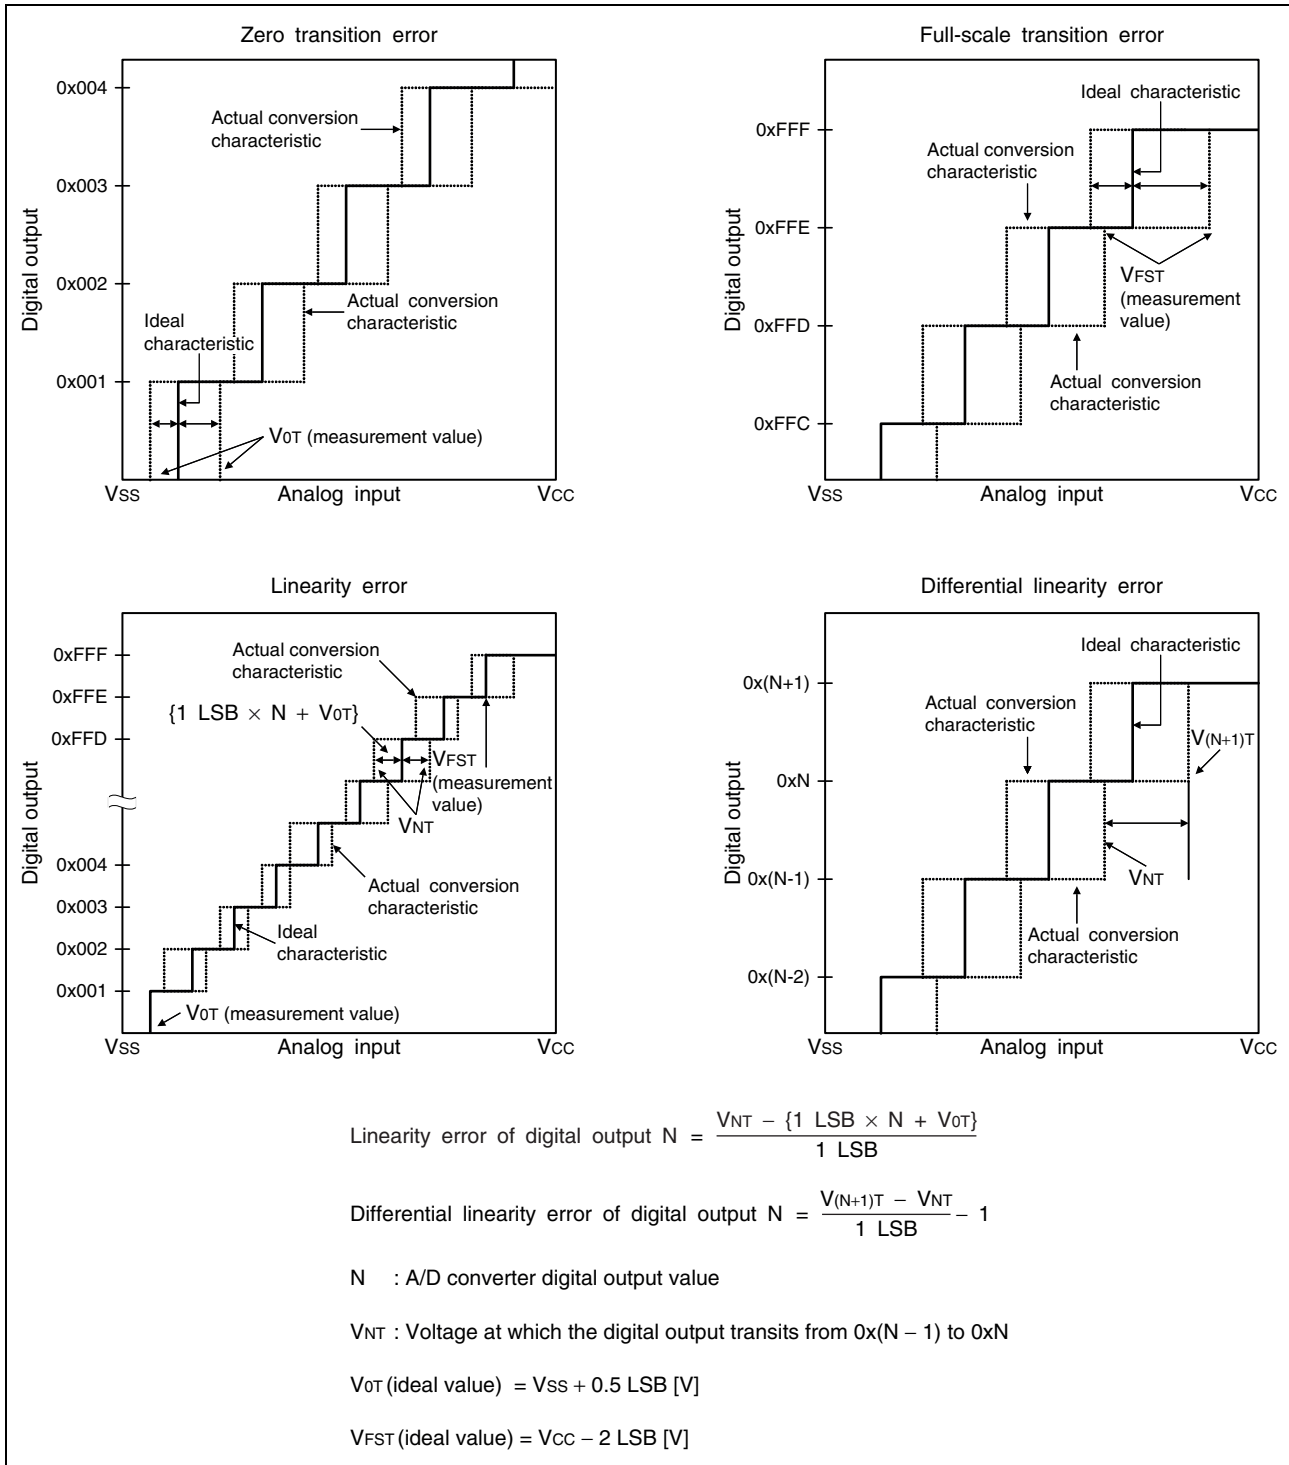 Zero transition error
0x004
0x003
0x002
0x001
Digital output
Actual conversion
characteristic
Actual conversion
characteristic
Ideal
characteristic
V0T (measurement value)
VSS
Analog input
VCC
Full-scale transition error
0xFFF
0xFFE
0xFFD
0xFFC
Digital output
Ideal characteristic
Actual conversion
characteristic
VFST
(measurement
value)
Actual conversion
characteristic
VSS
Analog input
VCC
Linearity error
0xFFF
0xFFE
0xFFD
0x004
0x003
0x002
0x001
Digital output
Actual conversion
characteristic
{1 LSB × N + V0T}
VFST
(measurement
value)
VNT
Actual conversion
characteristic
Ideal
characteristic
V0T (measurement value)
VSS
Analog input
VCC
Differential linearity error
0x(N+1)
0xN
0x(N-1)
0x(N-2)
Digital output
Ideal characteristic
Actual conversion
characteristic
V(N+1)T
VNT
Actual conversion
characteristic
VSS
Analog input
VCC
Linearity error of digital output N = VNT − {1 LSB × N + V0T}
1 LSB
Differential linearity error of digital output N = V(N+1)T − VNT − 1
1 LSB
N : A/D converter digital output value
VNT : Voltage at which the digital output transits from 0x(N − 1) to 0xN
V0T (ideal value) = VSS + 0.5 LSB [V]
VFST (ideal value) = VCC − 2 LSB [V]